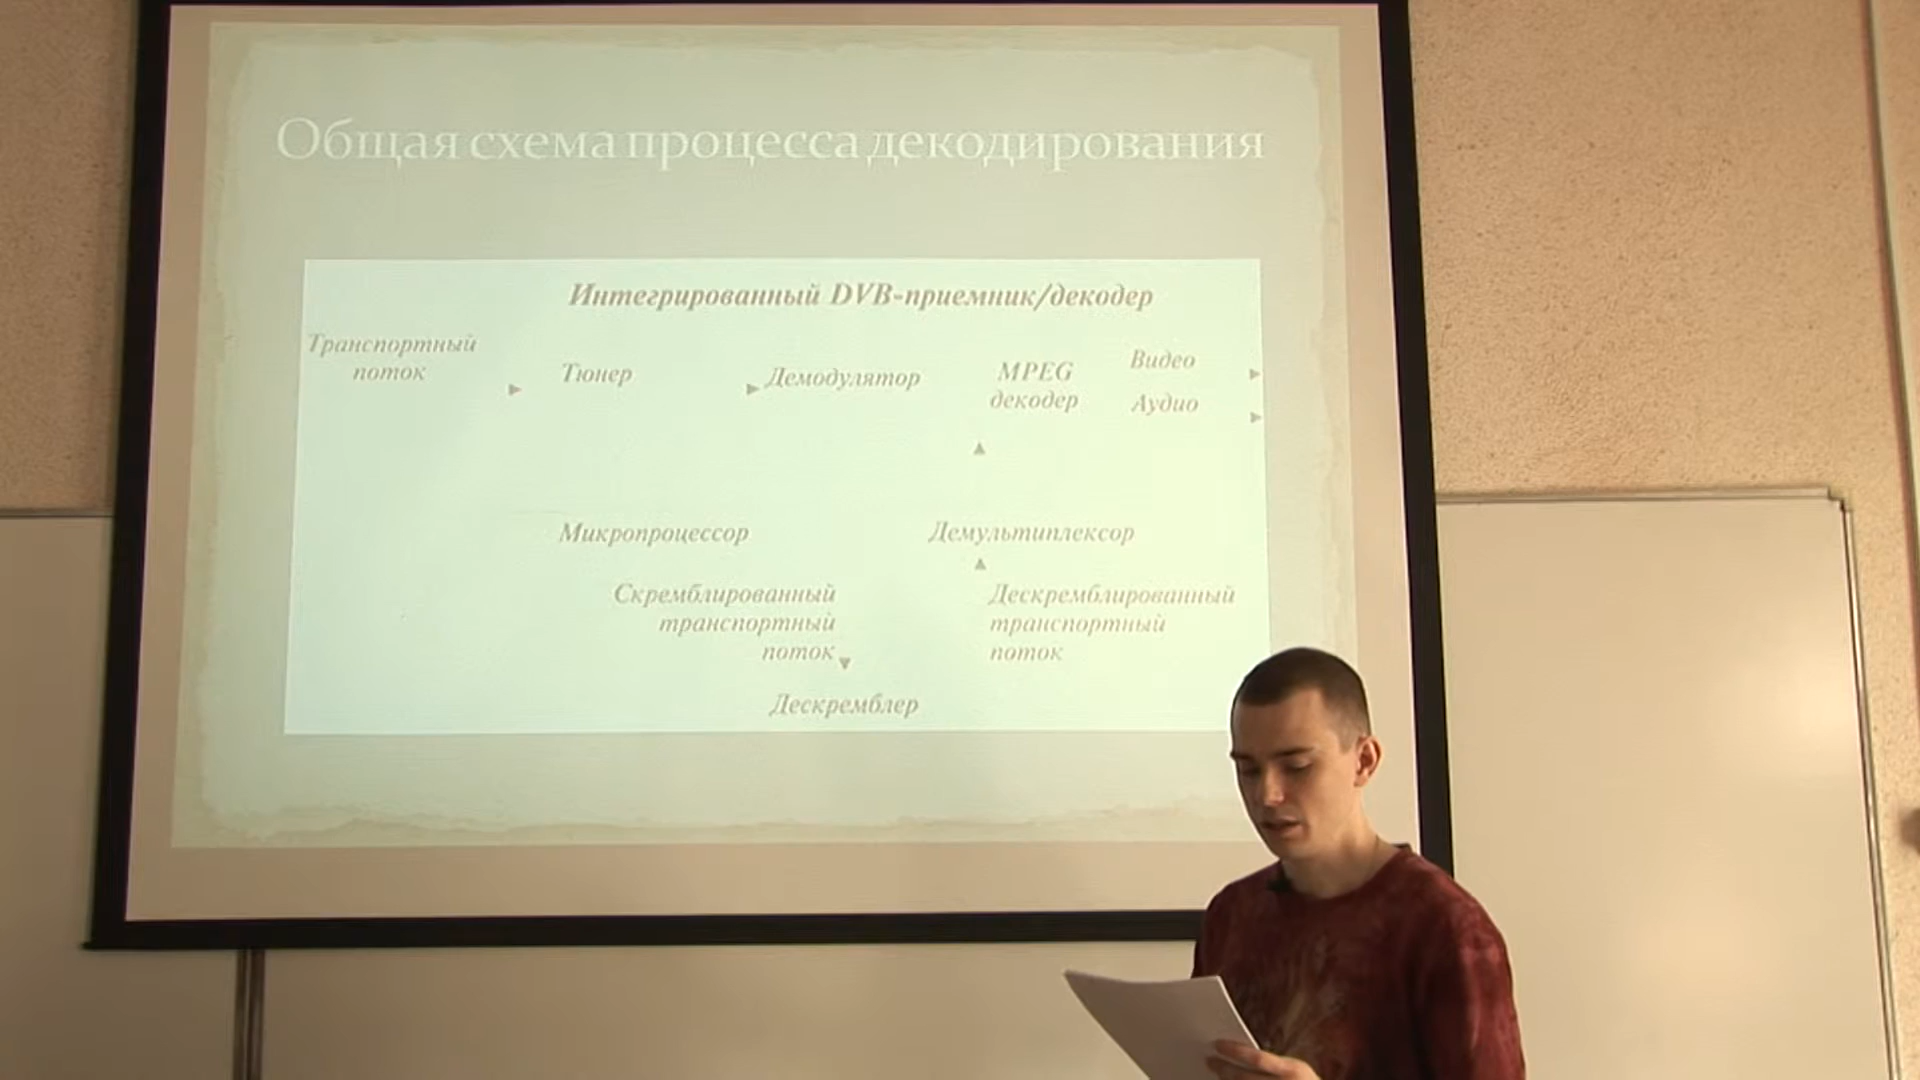 Общая схема процесса декодирования
Интегрированный DVB-приемник/декодер
Транспортный
поток
Тюнер
Демодулятор
MPEG
декодер
Видео
Аудио
Микропроцессор
Демультиплексор
Скремблированный
транспортный
поток
Дескремблированный
транспортный
поток
Дескремблер